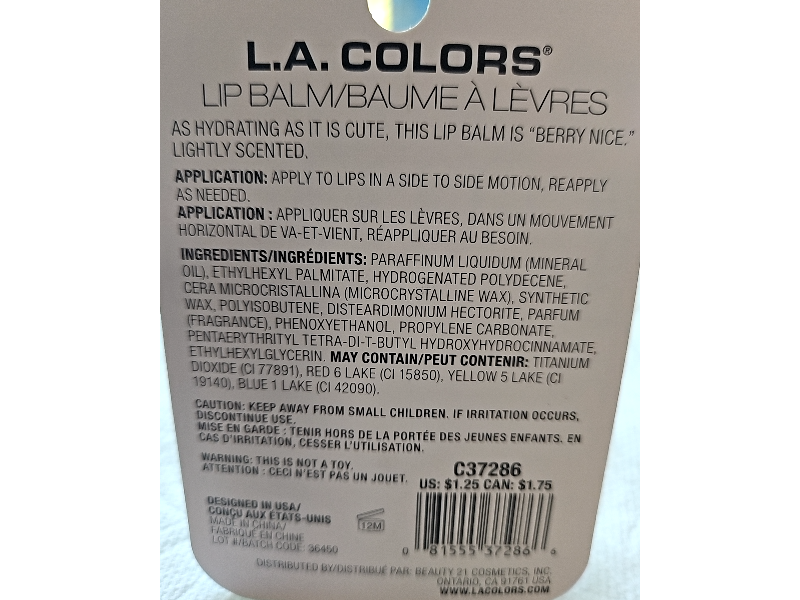 L.A. COLORS®
LIP BALM/BAUME À LÈVRES
AS HYDRATING AS IT IS CUTE, THIS LIP BALM IS “BERRY NICE.”
LIGHTLY SCENTED.
APPLICATION: APPLY TO LIPS IN A SIDE TO SIDE MOTION, REAPPLY
AS NEEDED.
APPLICATION : APPLIQUER SUR LES LÈVRES, DANS UN MOUVEMENT
HORIZONTAL DE VA-ET-VIENT, RÉAPPLIQUER AU BESOIN.
INGREDIENTS/INGRÉDIENTS: PARAFFINUM LIQUIDUM (MINERAL
OIL), ETHYLHEXYL PALMITATE, HYDROGENATED POLYDECENE,
CERA MICROCRISTALLINA (MICROCRYSTALLINE WAX), SYNTHETIC
WAX, POLYISOBUTENE, DISTEARDIMONIUM HECTORITE, PARFUM
(FRAGRANCE), PHENOXYETHANOL, PROPYLENE CARBONATE,
PENTAERYTHRITYL TETRA-DI-T-BUTYL HYDROXYHYDROCINNAMATE,
ETHYLHEXYLGLYCERIN. MAY CONTAIN/PEUT CONTENIR: TITANIUM
DIOXIDE (CI 77891), RED 6 LAKE (CI 15850), YELLOW 5 LAKE (CI
19140), BLUE 1 LAKE (CI 42090).
CAUTION: KEEP AWAY FROM SMALL CHILDREN. IF IRRITATION OCCURS,
DISCONTINUE USE.
MISE EN GARDE : TENIR HORS DE LA PORTÉE DES JEUNES ENFANTS. EN
CAS D'IRRITATION, CESSER L'UTILISATION.
WARNING: THIS IS NOT A TOY.
ATTENTION : CECI N'EST PAS UN JOUET.
C37286
US: $1.25 CAN: $1.75
DESIGNED IN USA/
CONÇU AUX ÉTATS-UNIS
MADE IN CHINA/
FABRIQUÉ EN CHINE
LOT #/BATCH CODE: 36450
12M
0 81555 37286 6
DISTRIBUTED BY/DISTRIBUÉ PAR: BEAUTY 21 COSMETICS, INC.
ONTARIO, CA 91761 USA
WWW.LACOLORS.COM